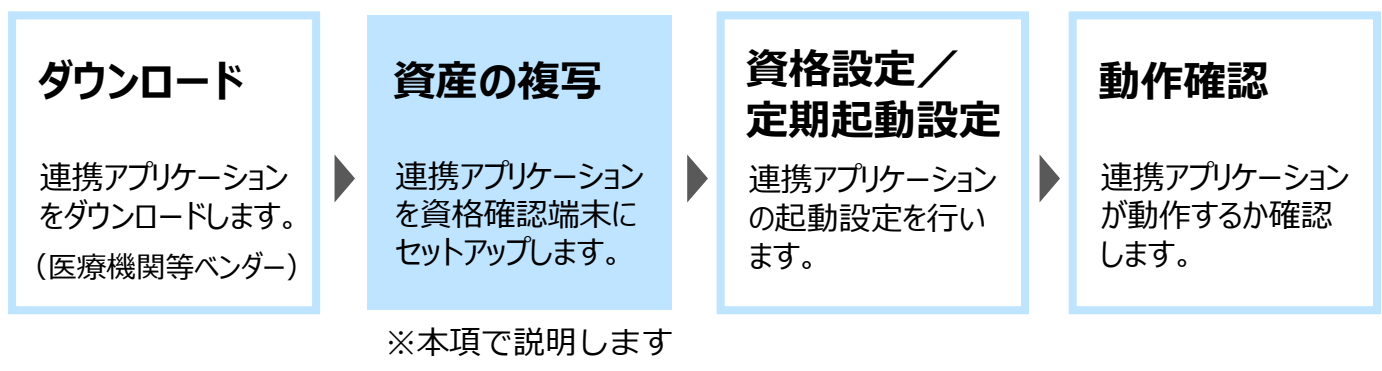 ダウンロード
連携アプリケーション
をダウンロードします。
（医療機関等ベンダー）
資産の複写
連携アプリケーション
を資格確認端末に
セットアップします。
※本項で説明します
資格設定／
定期起動設定
連携アプリケーション
の起動設定を行い
ます。
動作確認
連携アプリケーション
が動作するか確認
します。